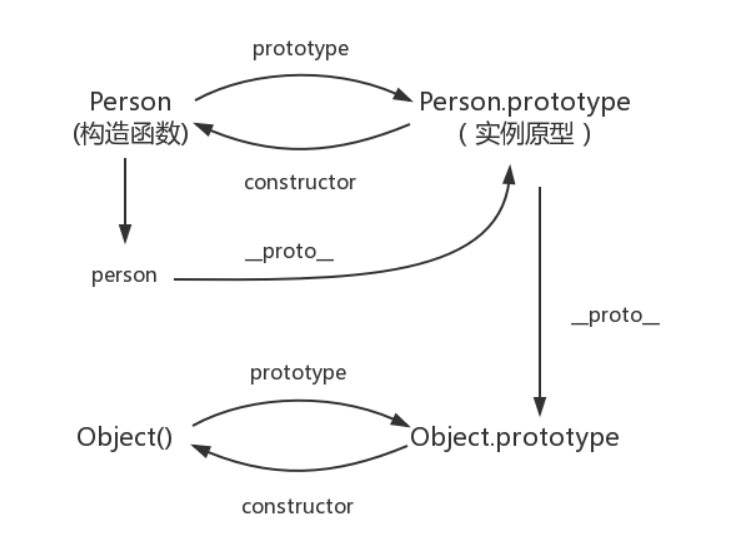 prototype
Person
(构造函数)
Person.prototype
( 实例原型 )
constructor
person
__proto__
__proto__
prototype
Object()
Object.prototype
constructor